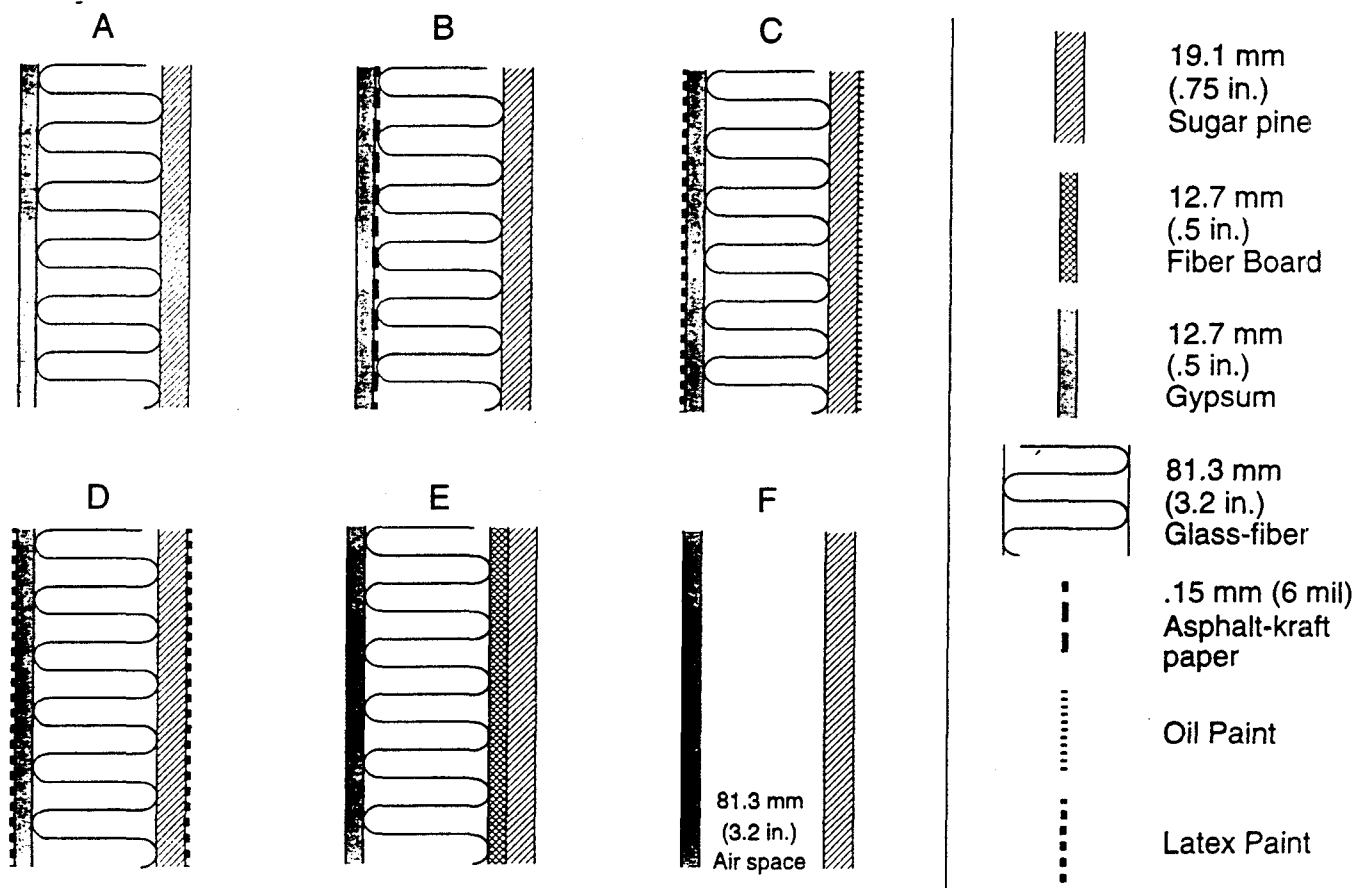 A
B
C
D
E
F
81.3 mm
(3.2 in.)
Air space
19.1 mm
(.75 in.)
Sugar pine
12.7 mm
(.5 in.)
Fiber Board
12.7 mm
(.5 in.)
Gypsum
81.3 mm
(3.2 in.)
Glass-fiber
.15 mm (6 mil)
Asphalt-kraft
paper
Oil Paint
Latex Paint